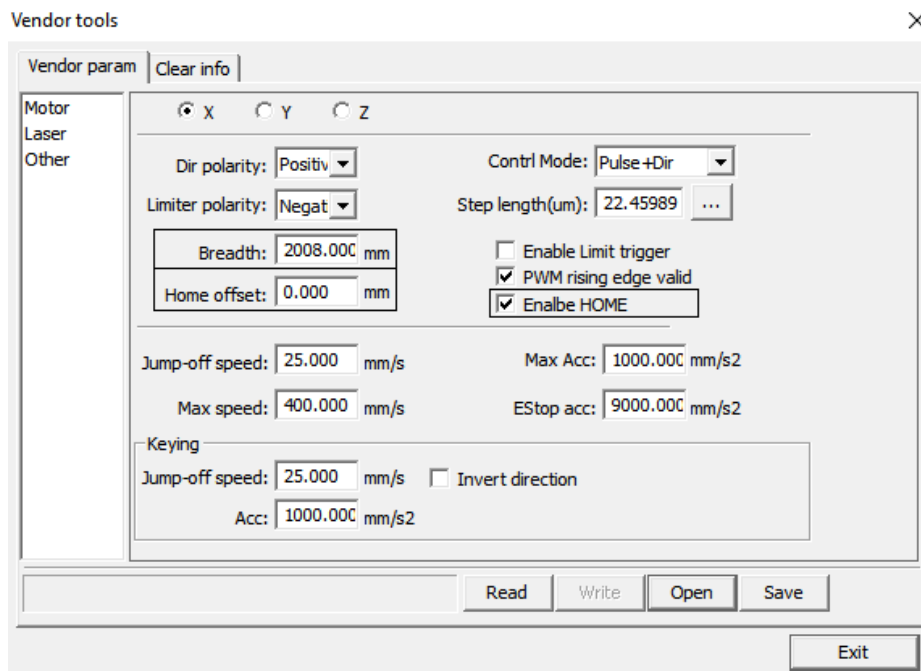 Vendor tools
Vendor param Clear info
Motor
Laser
Other
X Y Z
Dir polarity: Positiv Contrl Mode: Pulse+Dir
Limiter polarity: Negat Step length(um): 22.45989 ...
Breadth: 2008.000 mm Enable Limit trigger
PWM rising edge valid
Home offset: 0.000 mm Enalbe HOME
Jump-off speed: 25.000 mm/s Max Acc: 1000.000 mm/s2
Max speed: 400.000 mm/s EStop acc: 9000.000 mm/s2
Keying
Jump-off speed: 25.000 mm/s Invert direction
Acc: 1000.000 mm/s2
Read Write Open Save
Exit